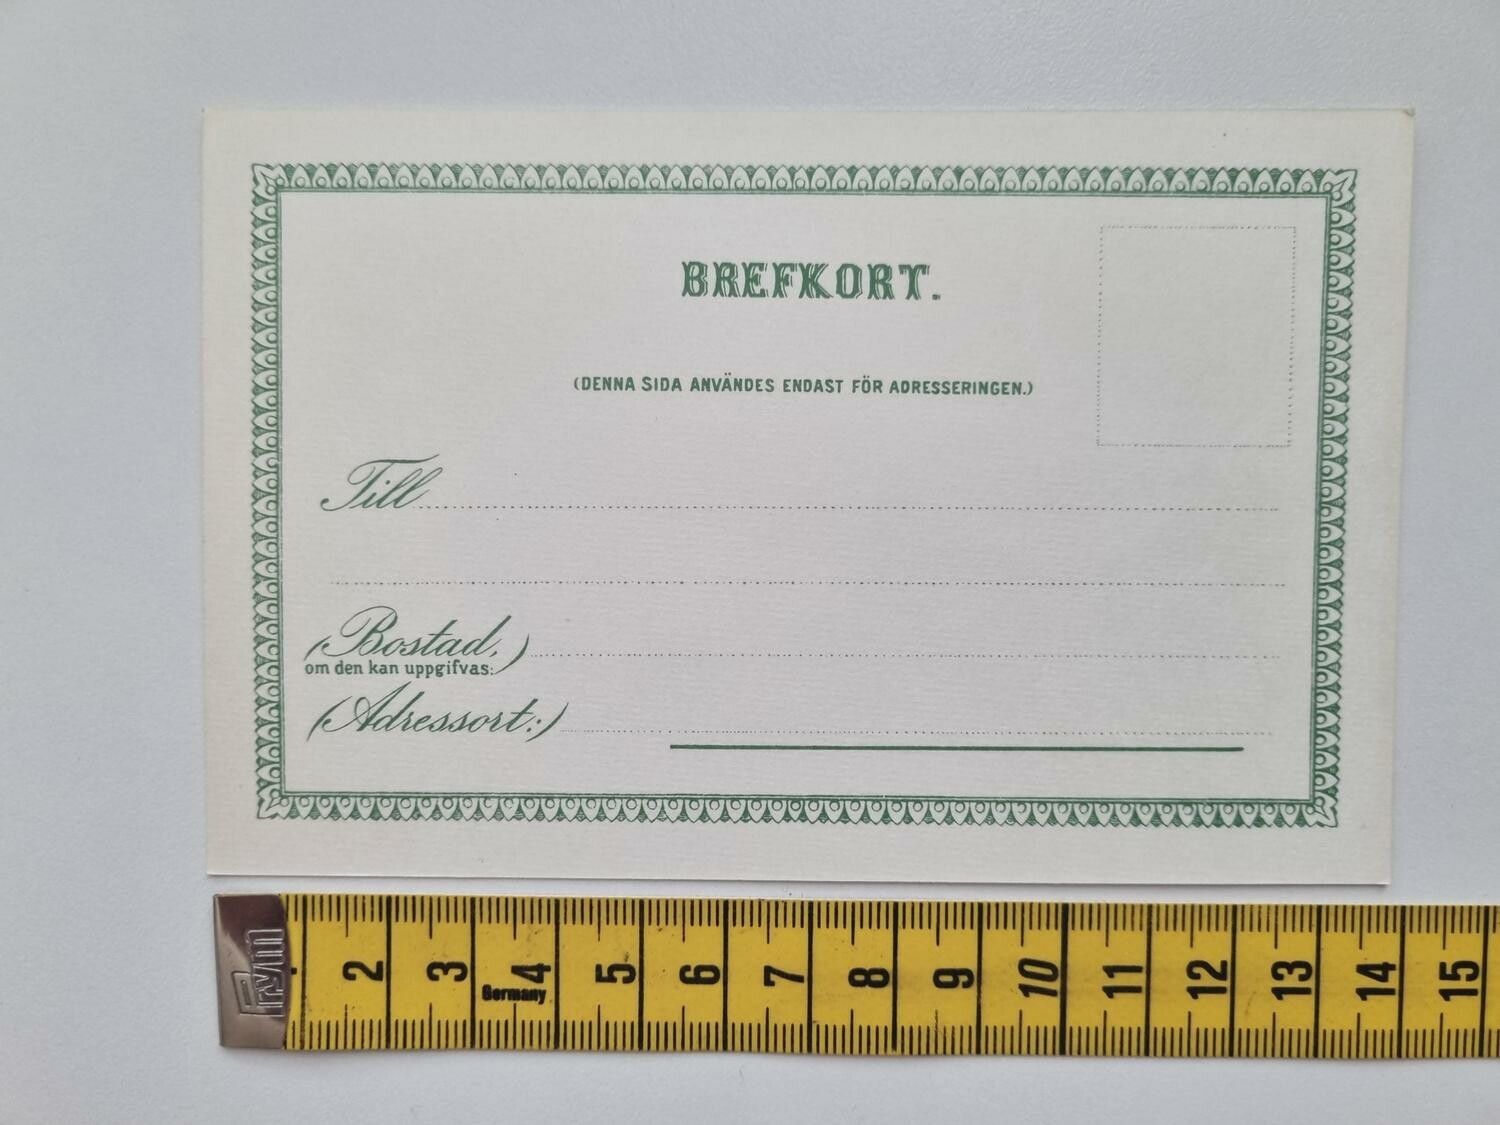 BREFKORT.
(DENNA SIDA ANVÄNDES ENDAST FÖR ADRESSERINGEN.)
Till
(Bostad,)
om den kan uppgifvas:
(Adressort:)
Prym
2 3 4 5 6 7 8 9 10 11 12 13 14 15
Germany